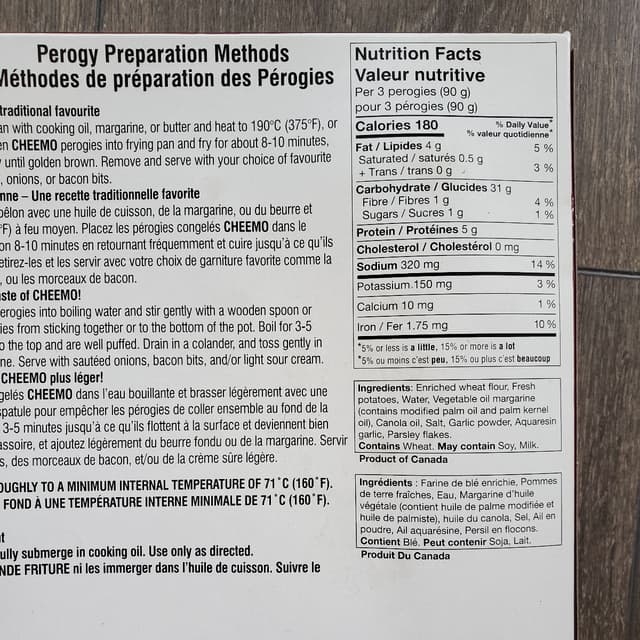 Perogy Preparation Methods
Méthodes de préparation des Pérogies
traditional favourite
an with cooking oil, margarine, or butter and heat to 190°C (375°F), or
en CHEEMO perogies into frying pan and fry for about 8-10 minutes,
until golden brown. Remove and serve with your choice of favourite
, onions, or bacon bits.
nne – Une recette traditionnelle favorite
oêlon avec une huile de cuisson, de la margarine, ou du beurre et
°F) à feu moyen. Placez les pérogies congelés CHEEMO dans le
on 8-10 minutes en retournant fréquemment et cuire jusqu'à ce qu'ils
etirez-les et les servir avec votre choix de garniture favorite comme la
, ou les morceaux de bacon.
aste of CHEEMO!
erogies into boiling water and stir gently with a wooden spoon or
ies from sticking together or to the bottom of the pot. Boil for 3-5
o the top and are well puffed. Drain in a colander, and toss gently in
ne. Serve with sautéed onions, bacon bits, and/or light sour cream.
CHEEMO plus léger!
gelés CHEEMO dans l'eau bouillante et brasser légèrement avec une
spatule pour empêcher les pérogies de coller ensemble au fond de la
3-5 minutes jusqu'à ce qu'ils flottent à la surface et deviennent bien
assoire, et ajoutez légèrement du beurre fondu ou de la margarine. Servir
s, des morceaux de bacon, et/ou de la crème sûre légère.
OUGHLY TO A MINIMUM INTERNAL TEMPERATURE OF 71˚C (160˚F).
FOND À UNE TEMPÉRATURE INTERNE MINIMALE DE 71˚C (160˚F).
t
ully submerge in cooking oil. Use only as directed.
NDE FRITURE ni les immerger dans l'huile de cuisson. Suivre le
Nutrition Facts
Valeur nutritive
Per 3 perogies (90 g)
pour 3 pérogies (90 g)
Calories 180 % Daily Value*
% valeur quotidienne*
Fat / Lipides 4 g 5 %
Saturated / saturés 0.5 g
+ Trans / trans 0 g 3 %
Carbohydrate / Glucides 31 g
Fibre / Fibres 1 g 4 %
Sugars / Sucres 1 g 1 %
Protein / Protéines 5 g
Cholesterol / Cholestérol 0 mg
Sodium 320 mg 14 %
Potassium 150 mg 3 %
Calcium 10 mg 1 %
Iron / Fer 1.75 mg 10 %
*5% or less is a little, 15% or more is a lot
*5% ou moins c'est peu, 15% ou plus c'est beaucoup
Ingredients: Enriched wheat flour, Fresh
potatoes, Water, Vegetable oil margarine
(contains modified palm oil and palm kernel
oil), Canola oil, Salt, Garlic powder, Aquaresin
garlic, Parsley flakes.
Contains Wheat. May contain Soy, Milk.
Product of Canada
Ingrédients : Farine de blé enrichie, Pommes
de terre fraîches, Eau, Margarine d'huile
végétale (contient huile de palme modifiée et
huile de palmiste), huile du canola, Sel, Ail en
poudre, Ail aquarésine, Persil en flocons.
Contient Blé. Peut contenir Soja, Lait.
Produit Du Canada